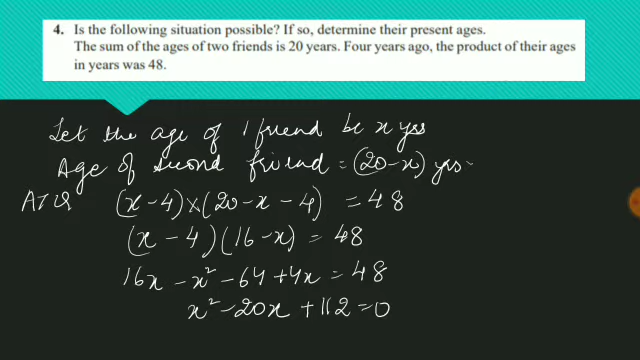 4. Is the following situation possible? If so, determine their present ages.
The sum of the ages of two friends is 20 years. Four years ago, the product of their ages
in years was 48.
Let the age of 1 friend be x yrs
Age of second friend = (20-x) yrs.
ATQ (x-4)×(20-x-4) = 48
(x-4)(16-x) = 48
16x - x² - 64 + 4x = 48
x² - 20x + 112 = 0